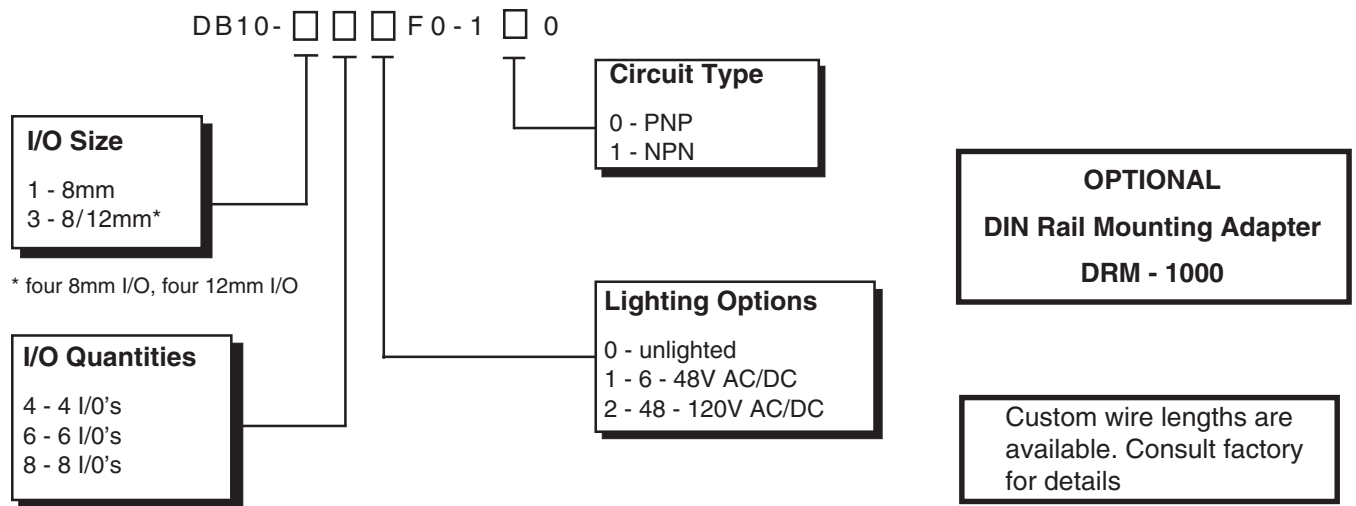 DB10-□ □ □ F0-1 □ 0
Circuit Type
0 - PNP
1 - NPN
I/O Size
1 - 8mm
3 - 8/12mm*
* four 8mm I/O, four 12mm I/O
OPTIONAL
DIN Rail Mounting Adapter
DRM - 1000
Lighting Options
0 - unlighted
1 - 6 - 48V AC/DC
2 - 48 - 120V AC/DC
I/O Quantities
4 - 4 I/0's
6 - 6 I/0's
8 - 8 I/0's
Custom wire lengths are
available. Consult factory
for details